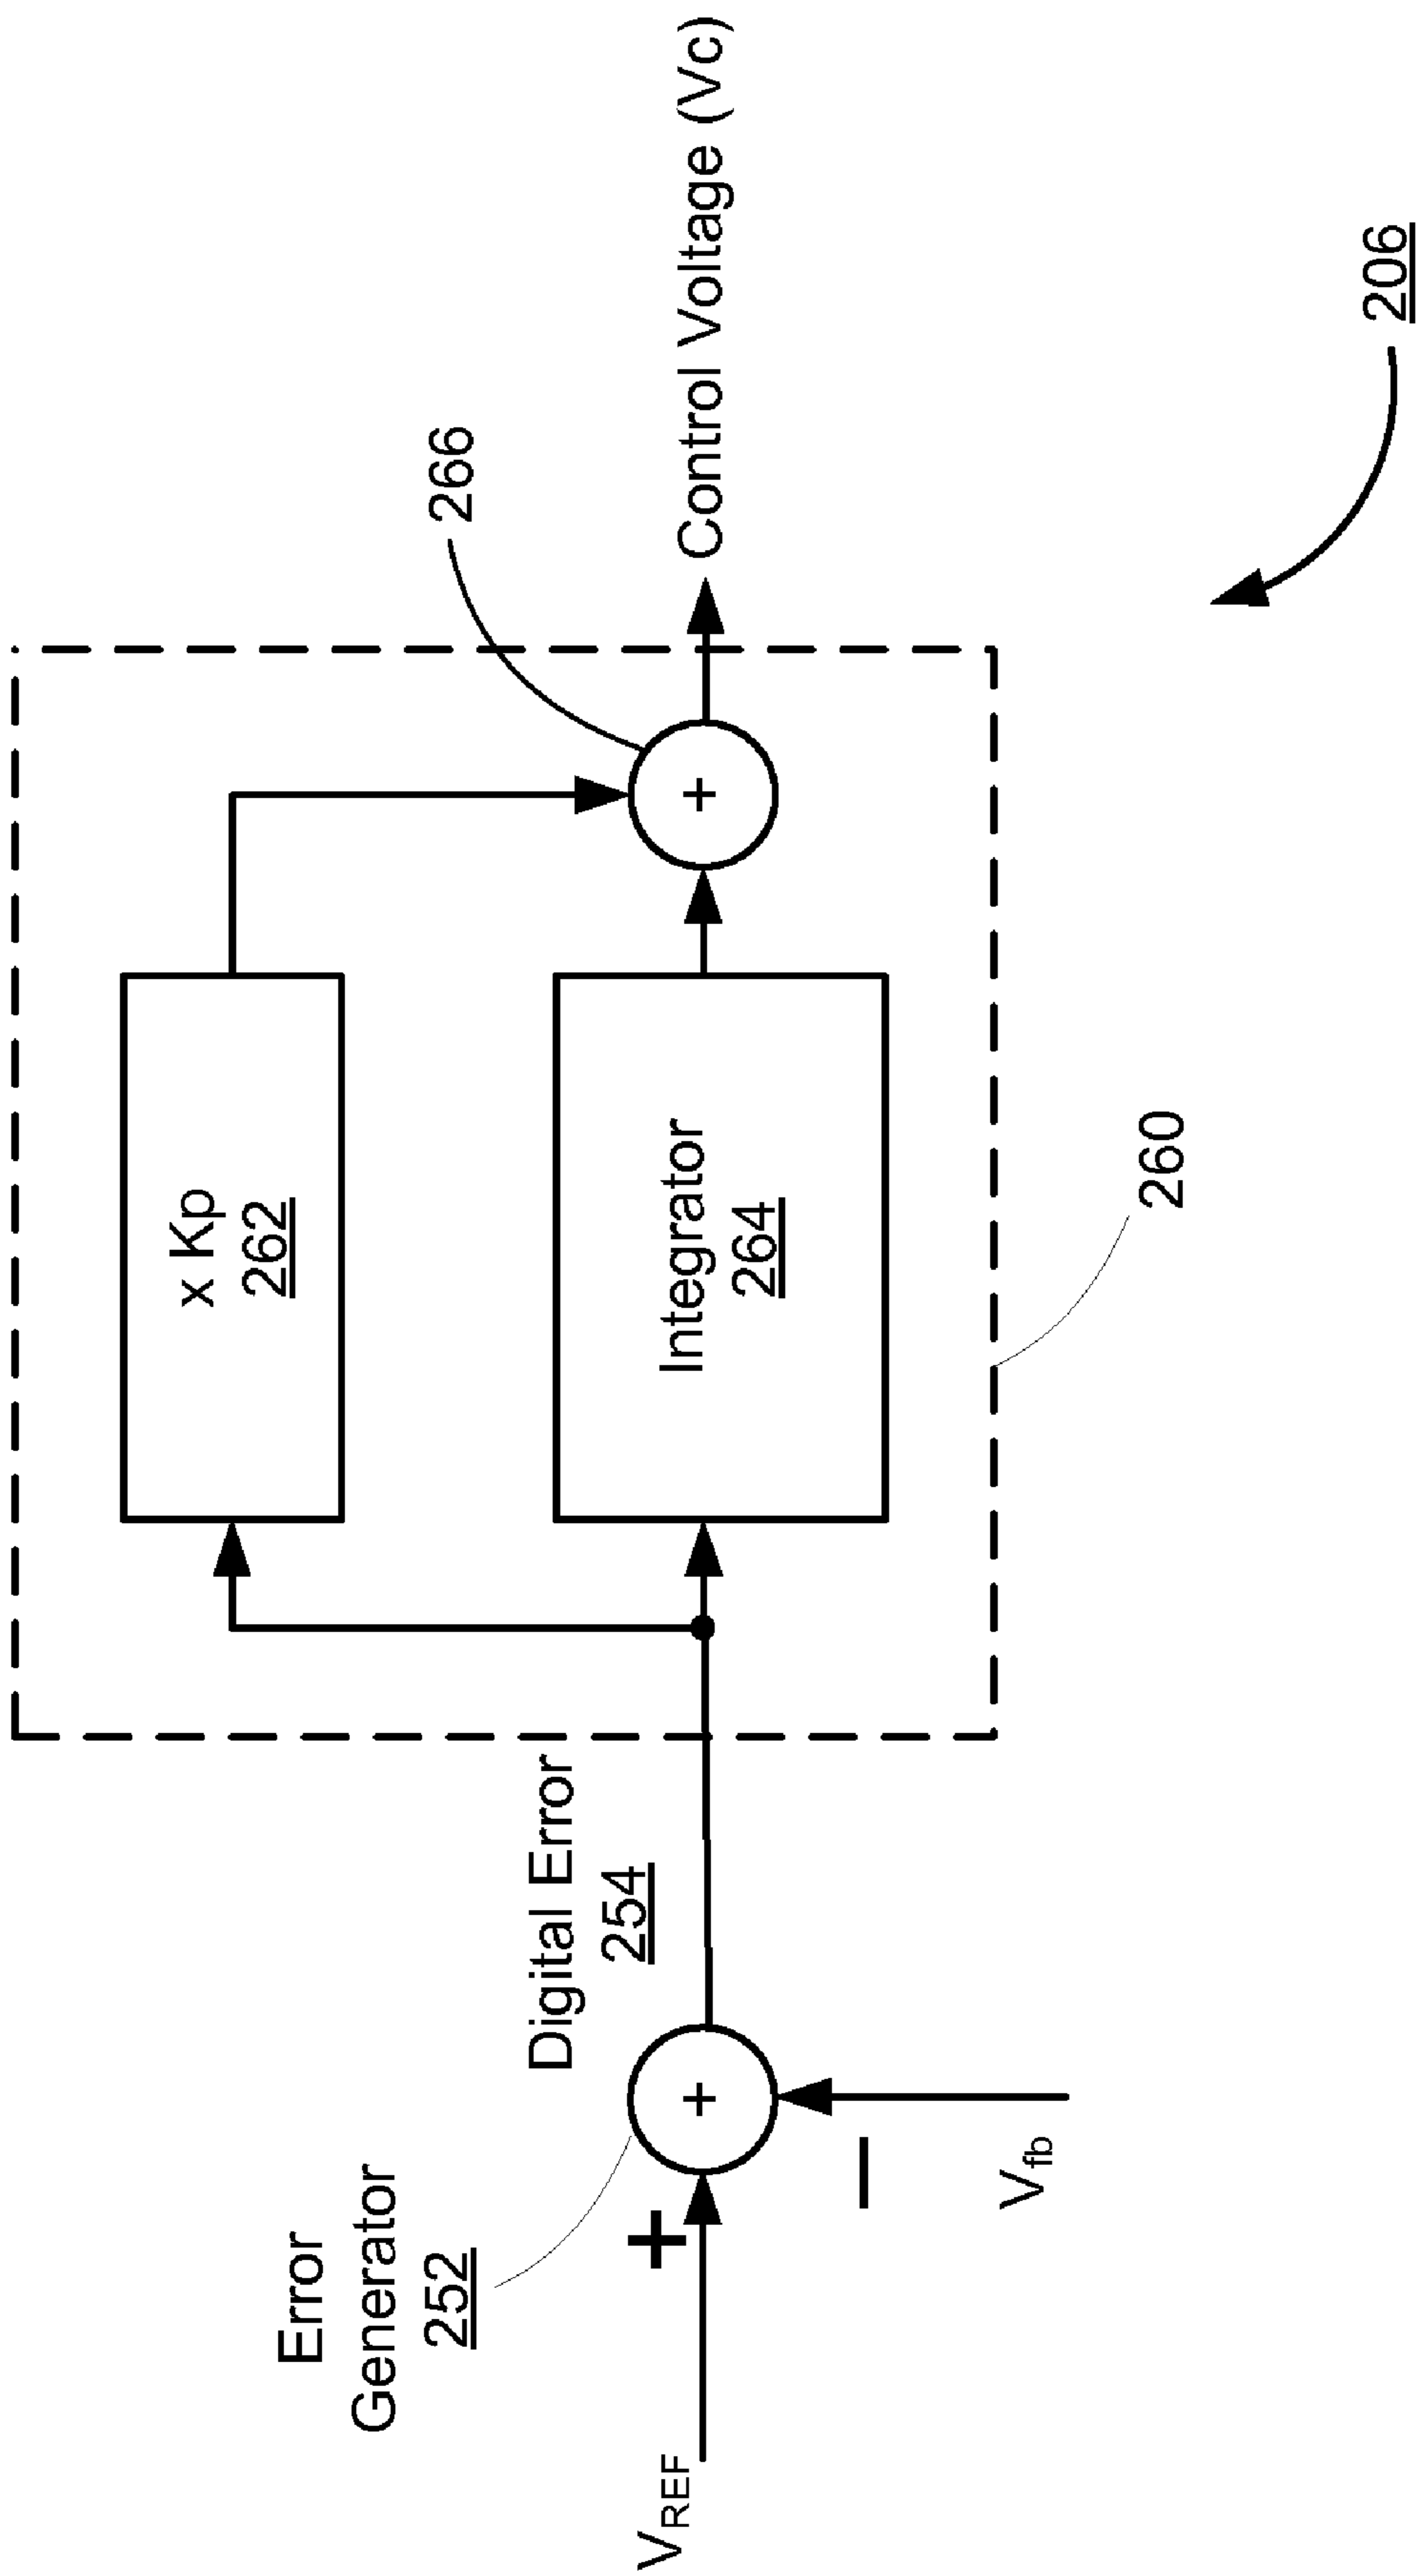 x Kp
262
266
Error
Generator
252
Digital Error
254
Integrator
264
+
+
+
Control Voltage (Vc)
V_REF
−
V_fb
260
206